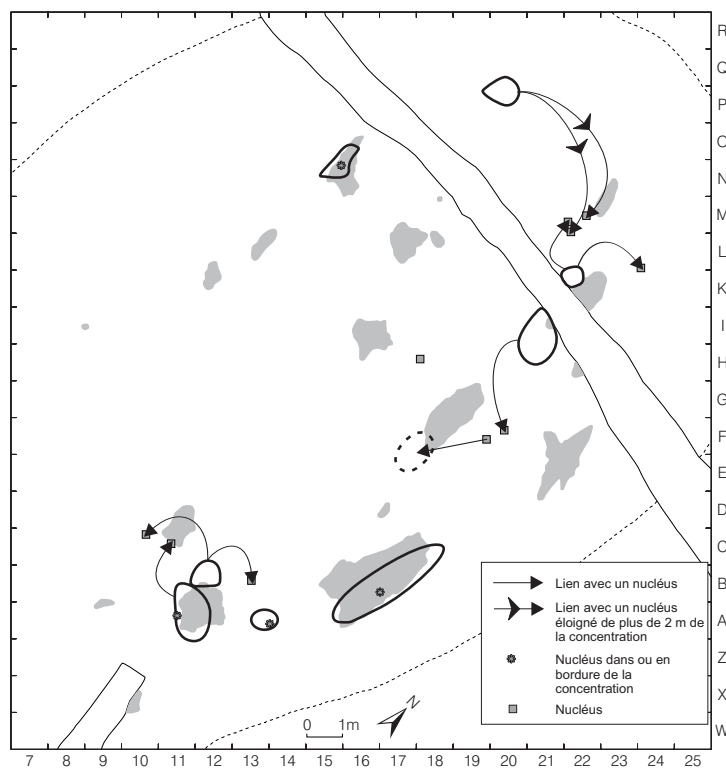 R
Q
P
O
N
M
L
K
I
H
G
F
E
D
C
B
A
Z
X
W
Lien avec un nucléus
Lien avec un nucléus
éloigné de plus de 2 m de
la concentration
Nucléus dans ou en
bordure de la
concentration
Nucléus
N
0 1m
7 8 9 10 11 12 13 14 15 16 17 18 19 20 21 22 23 24 25